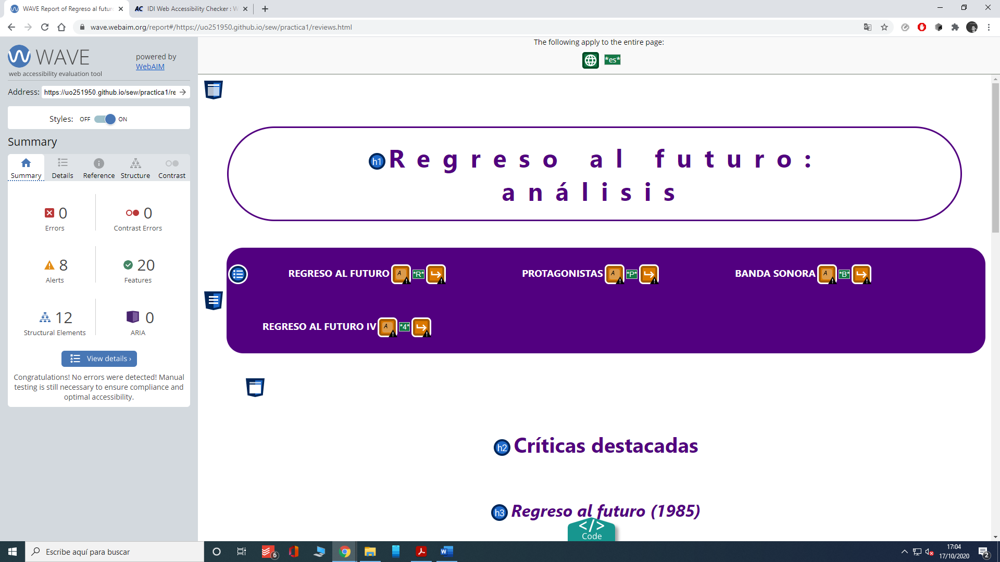 WAVE Report of Regreso al futuro
AC IDI Web Accessibility Checker : W
wave.webaim.org/report#/https://uo251950.github.io/sew/practica1/reviews.html
WAVE
web accessibility evaluation tool
powered by
WebAIM
Address: https://uo251950.github.io/sew/practica1/re
Styles: OFF ON
Summary
Summary Details Reference Structure Contrast
0
Errors
0
Contrast Errors
8
Alerts
20
Features
12
Structural Elements
0
ARIA
View details ›
Congratulations! No errors were detected! Manual
testing is still necessary to ensure compliance and
optimal accessibility.
The following apply to the entire page:
*es*
h1 Regreso al futuro:
análisis
REGRESO AL FUTURO A *R* PROTAGONISTAS A *P* BANDA SONORA A *B*
REGRESO AL FUTURO IV A *4*
h2 Críticas destacadas
h3 Regreso al futuro (1985)
</>
Code
Escribe aquí para buscar
6
17:04
17/10/2020
2